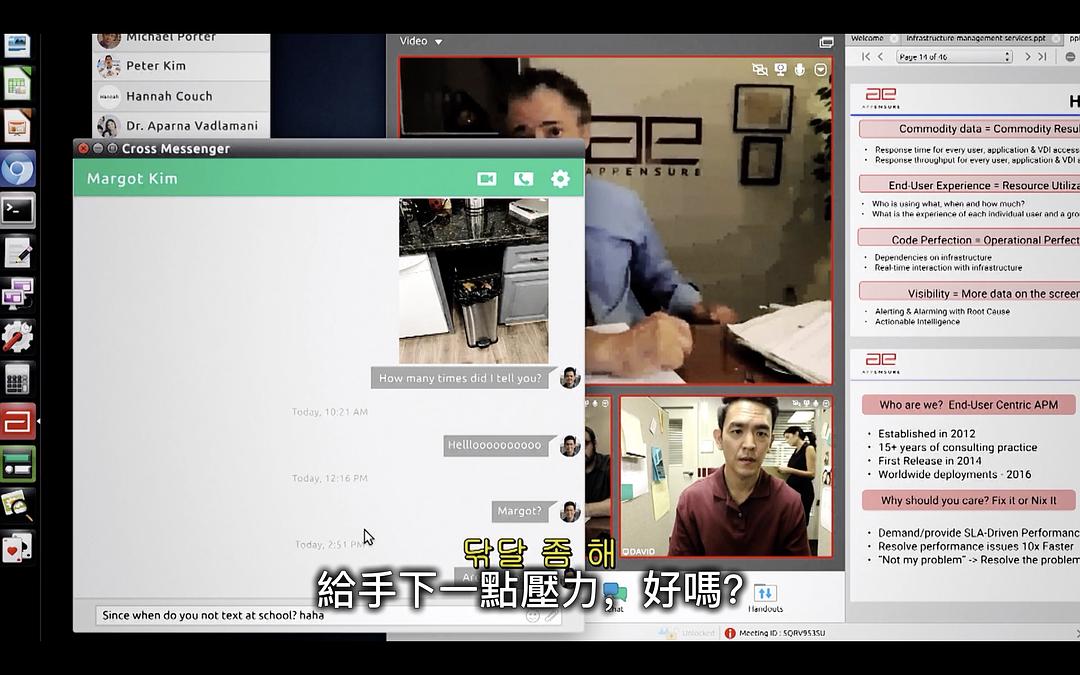 Michael Porter
Peter Kim
Hannah Couch
Dr. Aparna Vadlamani
Cross Messenger
Margot Kim
How many times did I tell you?
Today, 10:21 AM
Hellloooooooooo
Today, 12:16 PM
Margot?
Today, 2:51 PM
Since when do you not text at school? haha
Video
APPENSURE
DAVID
닦달 좀 해
給手下一點壓力，好嗎？
Chat
Handouts
Unlocked
Meeting ID : 5QRV953SU
Welcome
infrastructure management services.ppt
Page 14 of 46
APPENSURE
H
Commodity data = Commodity Resu
• Response time for every user, application & VDI access
• Response throughput for every user, application & VDI a
End-User Experience = Resource Utiliza
• Who is using what, when and how much?
• What is the experience of each individual user and a gro
Code Perfection = Operational Perfect
• Dependencies on infrastructure
• Real-time interaction with infrastructure
Visibility = More data on the screen
• Alerting & Alarming with Root Cause
• Actionable Intelligence
APPENSURE
Who are we? End-User Centric APM
• Established in 2012
• 15+ years of consulting practice
• First Release in 2014
• Worldwide deployments - 2016
Why should you care? Fix it or Nix It
• Demand/provide SLA-Driven Performanc
• Resolve performance issues 10x Faster
• "Not my problem" -> Resolve the problem